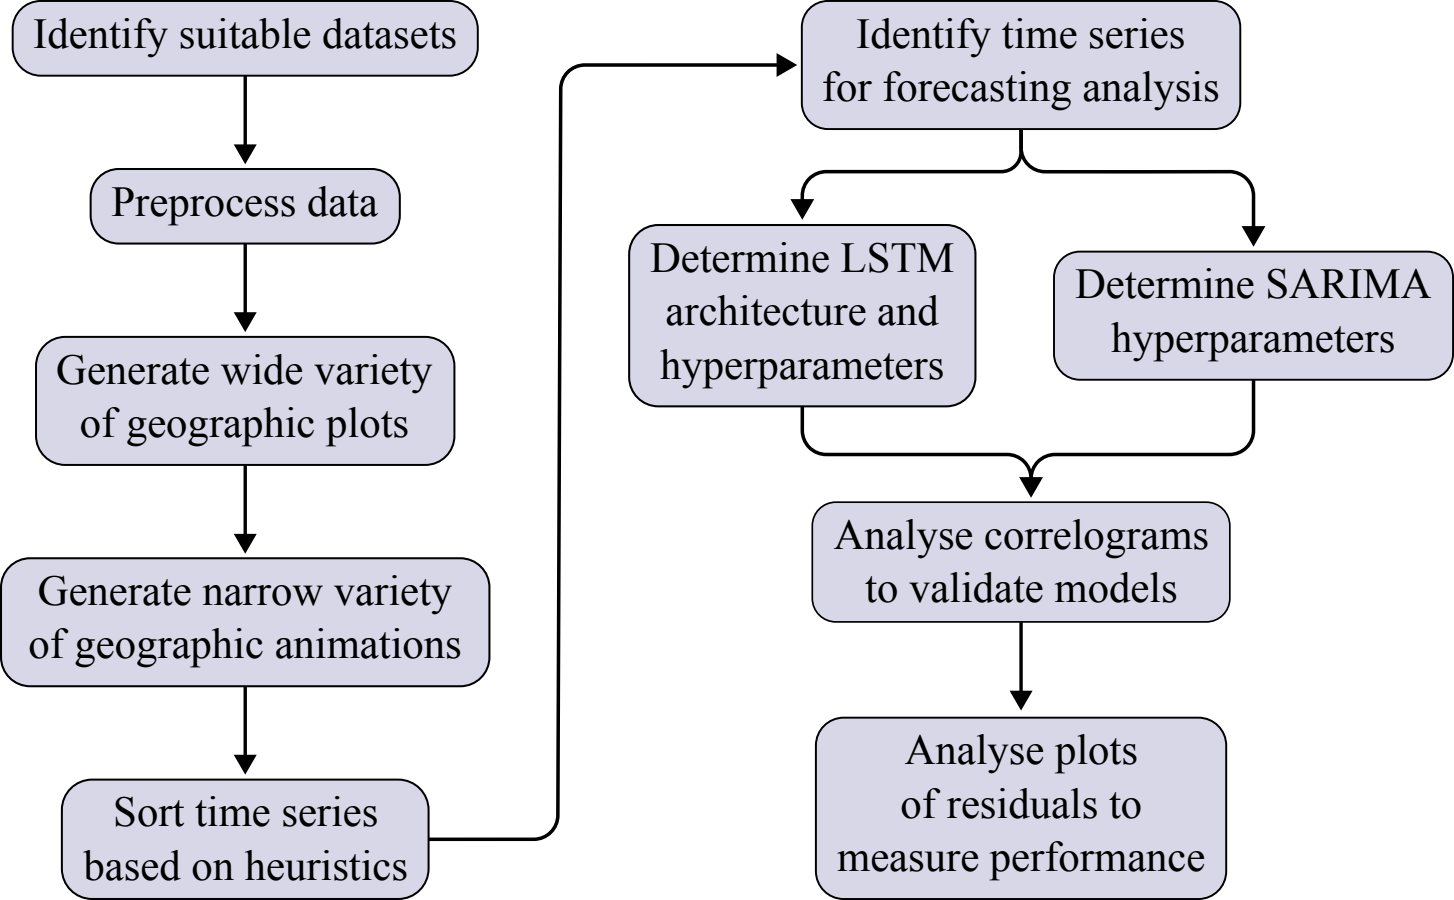 Identify suitable datasets
Preprocess data
Generate wide variety
of geographic plots
Generate narrow variety
of geographic animations
Sort time series
based on heuristics
Identify time series
for forecasting analysis
Determine LSTM
architecture and
hyperparameters
Determine SARIMA
hyperparameters
Analyse correlograms
to validate models
Analyse plots
of residuals to
measure performance